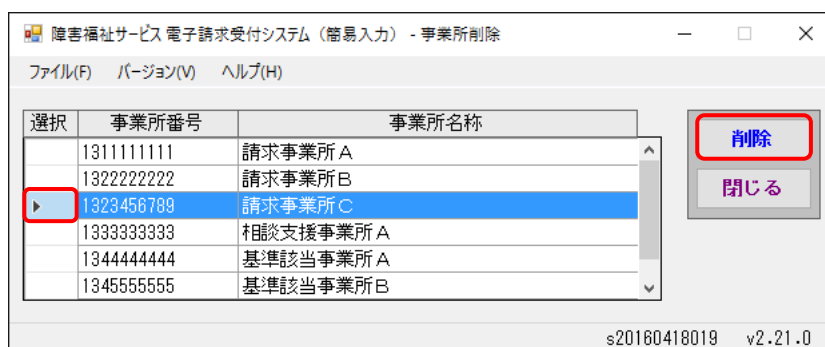 障害福祉サービス 電子請求受付システム（簡易入力） - 事業所削除
ファイル(F) バージョン(V) ヘルプ(H)
選択 事業所番号 事業所名称
1311111111 請求事業所Ａ
1322222222 請求事業所Ｂ
1323456789 請求事業所Ｃ
1333333333 相談支援事業所Ａ
1344444444 基準該当事業所Ａ
1345555555 基準該当事業所Ｂ
削除
閉じる
s20160418019 v2.21.0